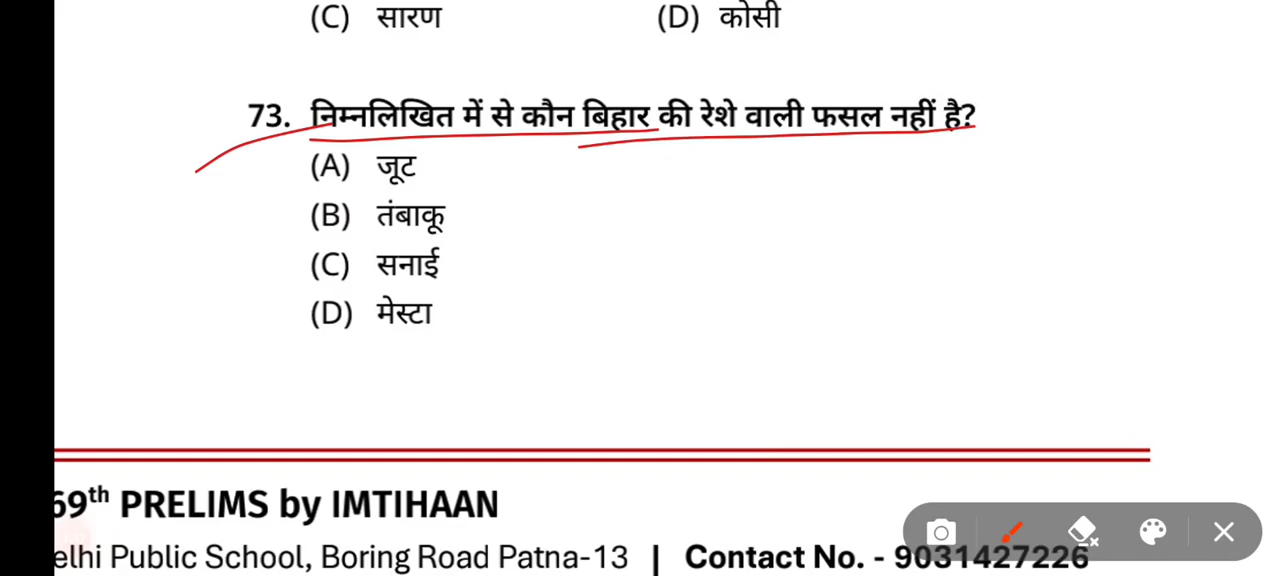 (C) सारण (D) कोसी
73. निम्नलिखित में से कौन बिहार की रेशे वाली फसल नहीं है?
(A) जूट
(B) तंबाकू
(C) सनाई
(D) मेस्टा
69th PRELIMS by IMTIHAAN
elhi Public School, Boring Road Patna-13 | Contact No. - 9031427226